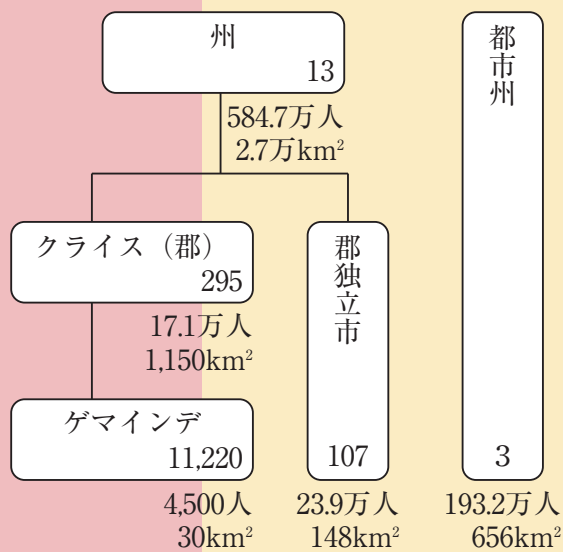 州
13
584.7万人
2.7万km²
クライス（郡）
295
17.1万人
1,150km²
ゲマインデ
11,220
4,500人
30km²
郡独立市
107
23.9万人
148km²
都市州
3
193.2万人
656km²